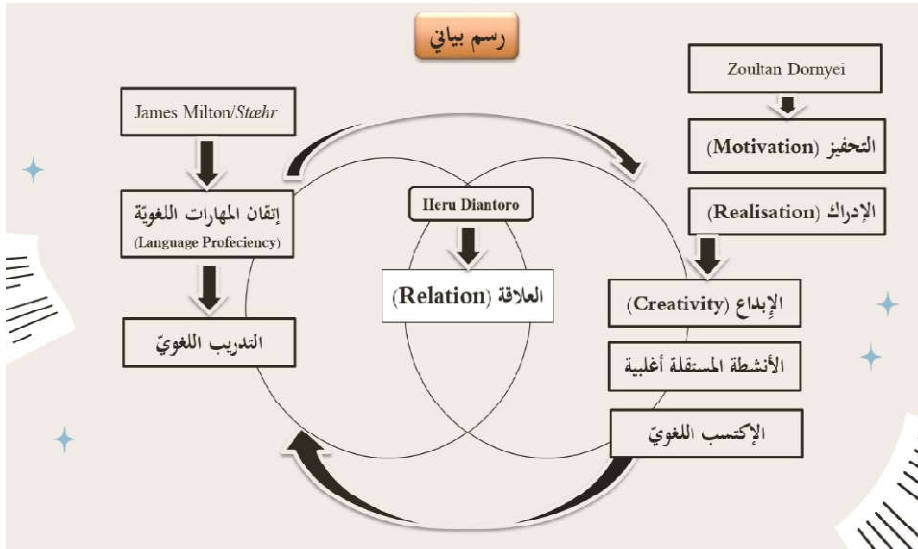 رسم بياني
James Milton/Stæhr
إتقان المهارات اللغويّة
(Language Profeciency)
التدريب اللغويّ
Heru Diantoro
العلاقة (Relation)
Zoultan Dornyei
التحفيز (Motivation)
الإدراك (Realisation)
الإبداع (Creativity)
الأنشطة المستقلة أغلبية
الإكتسب اللغويّ